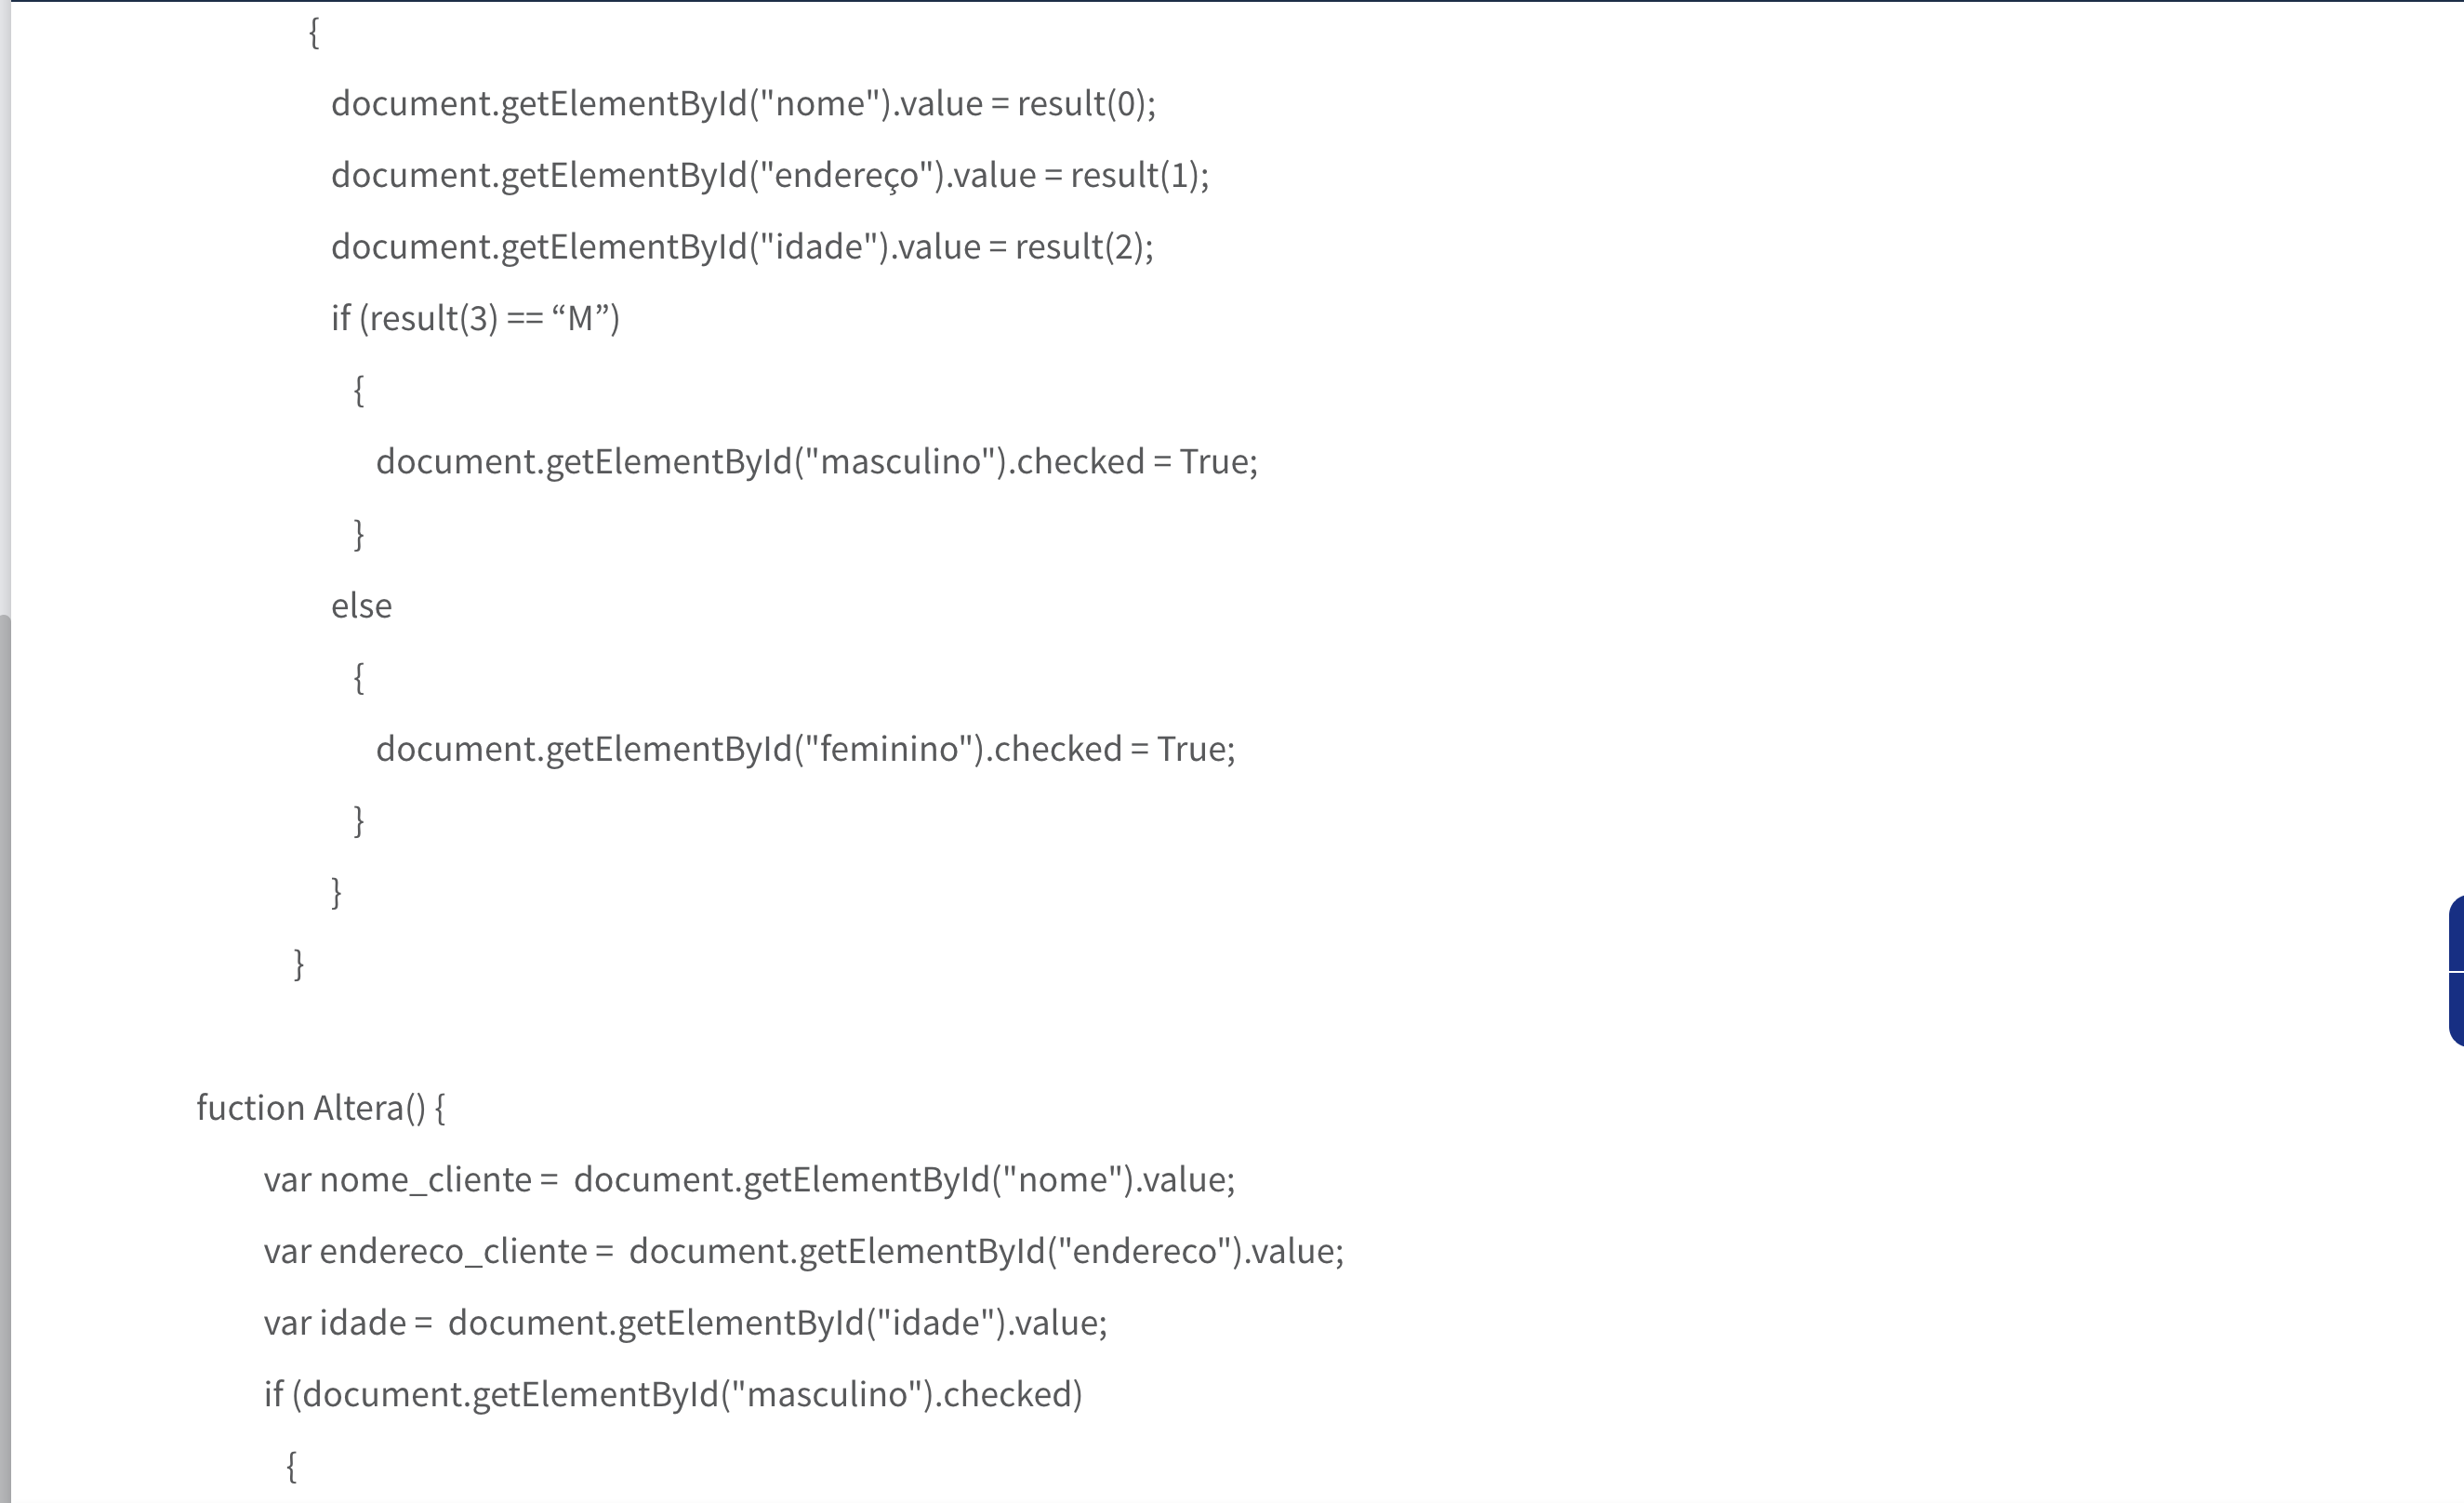 {
document.getElementById("nome").value = result(0);
document.getElementById("endereço").value = result(1);
document.getElementById("idade").value = result(2);
if (result(3) == “M”)
{
document.getElementById("masculino").checked = True;
}
else
{
document.getElementById("feminino").checked = True;
}
}
}
fuction Altera() {
var nome_cliente =  document.getElementById("nome").value;
var endereco_cliente =  document.getElementById("endereco").value;
var idade =  document.getElementById("idade").value;
if (document.getElementById("masculino").checked)
{